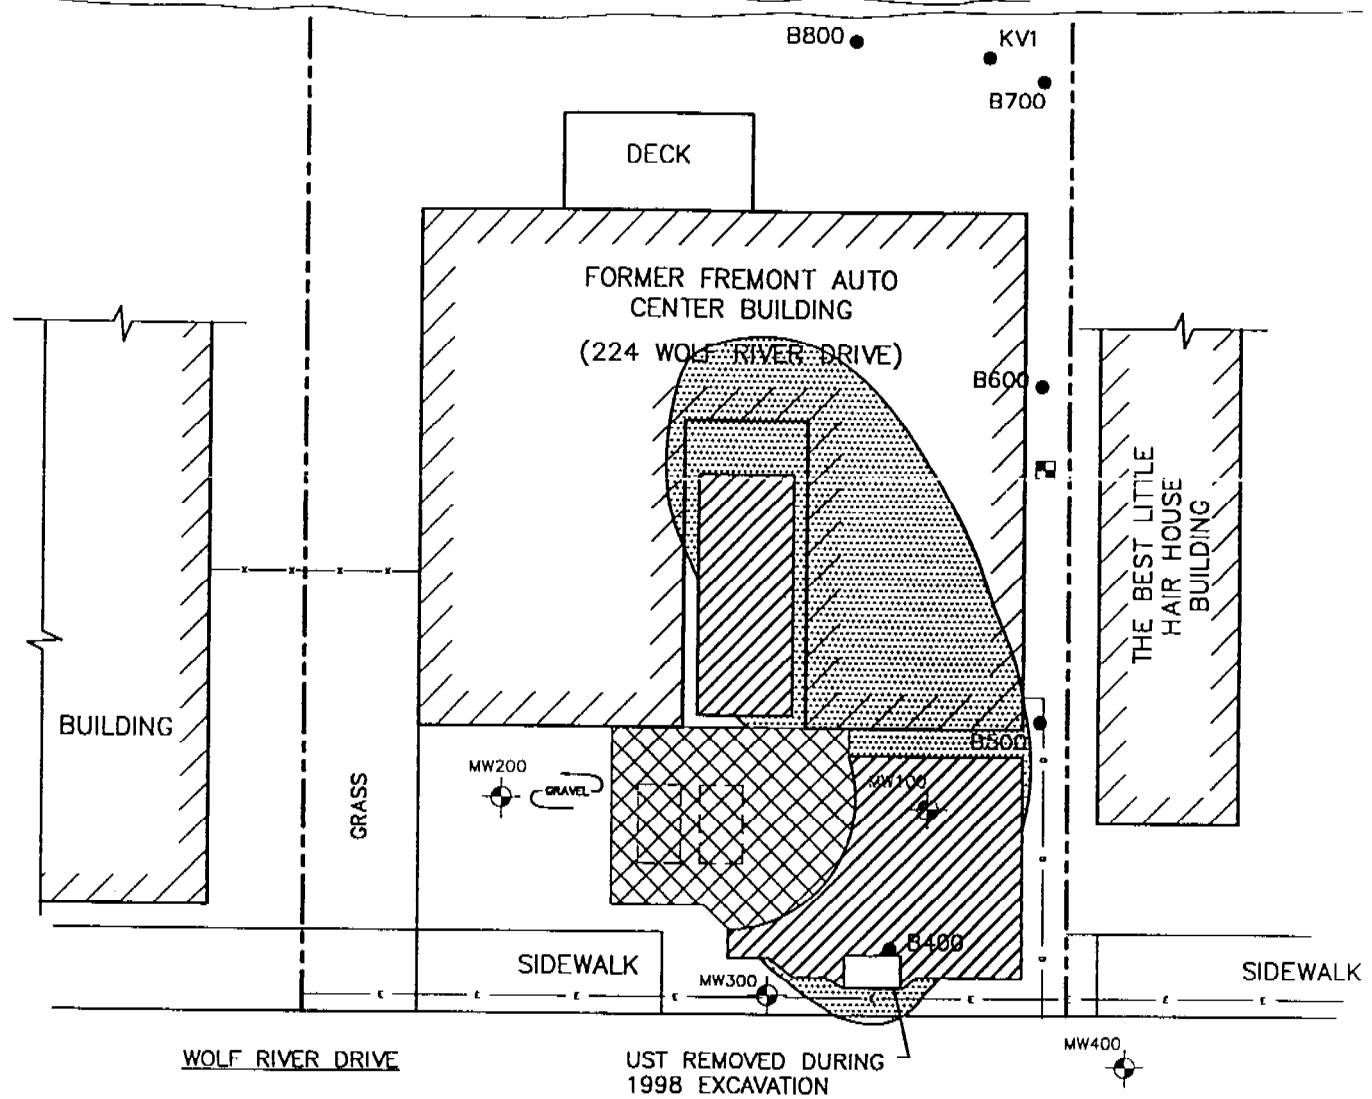 B800
KV1
B700
DECK
FORMER FREMONT AUTO
CENTER BUILDING
(224 WOLF RIVER DRIVE)
B600
THE BEST LITTLE
HAIR HOUSE
BUILDING
BUILDING
GRASS
MW200
GRAVEL
B500
MW100
B400
SIDEWALK
MW300
SIDEWALK
WOLF RIVER DRIVE
UST REMOVED DURING
1998 EXCAVATION
MW400